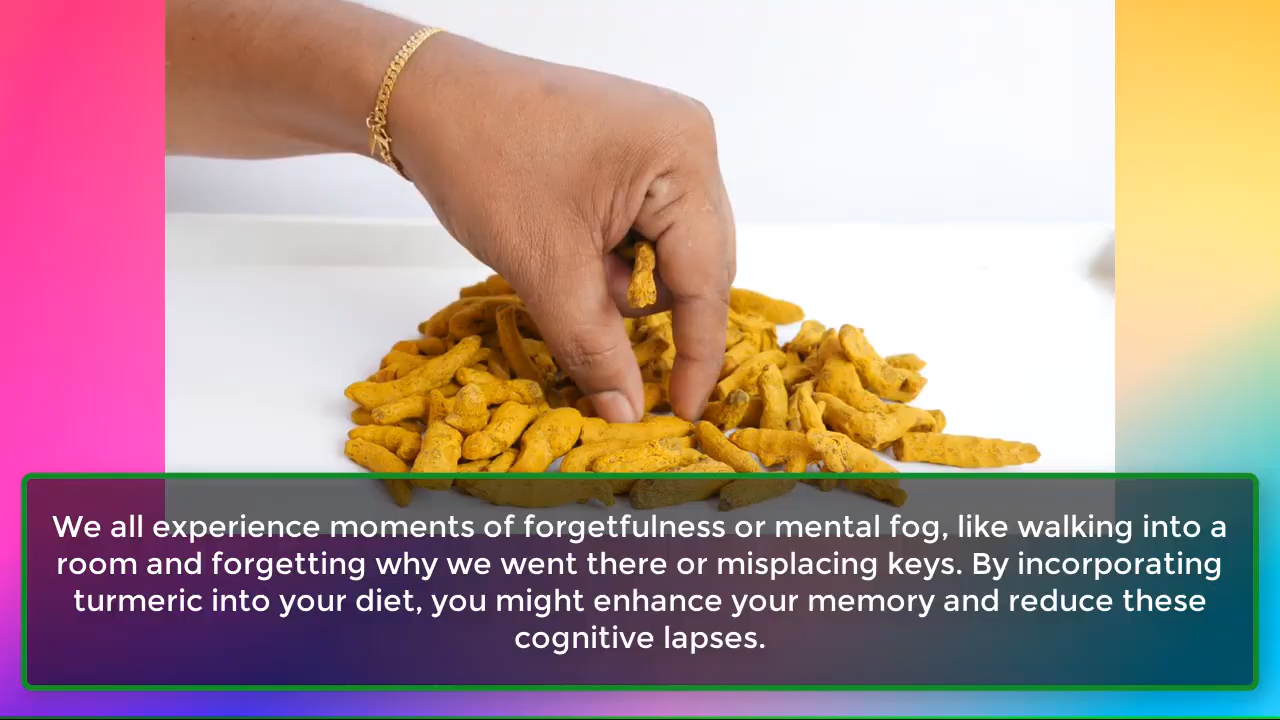 We all experience moments of forgetfulness or mental fog, like walking into a
room and forgetting why we went there or misplacing keys. By incorporating
turmeric into your diet, you might enhance your memory and reduce these
cognitive lapses.